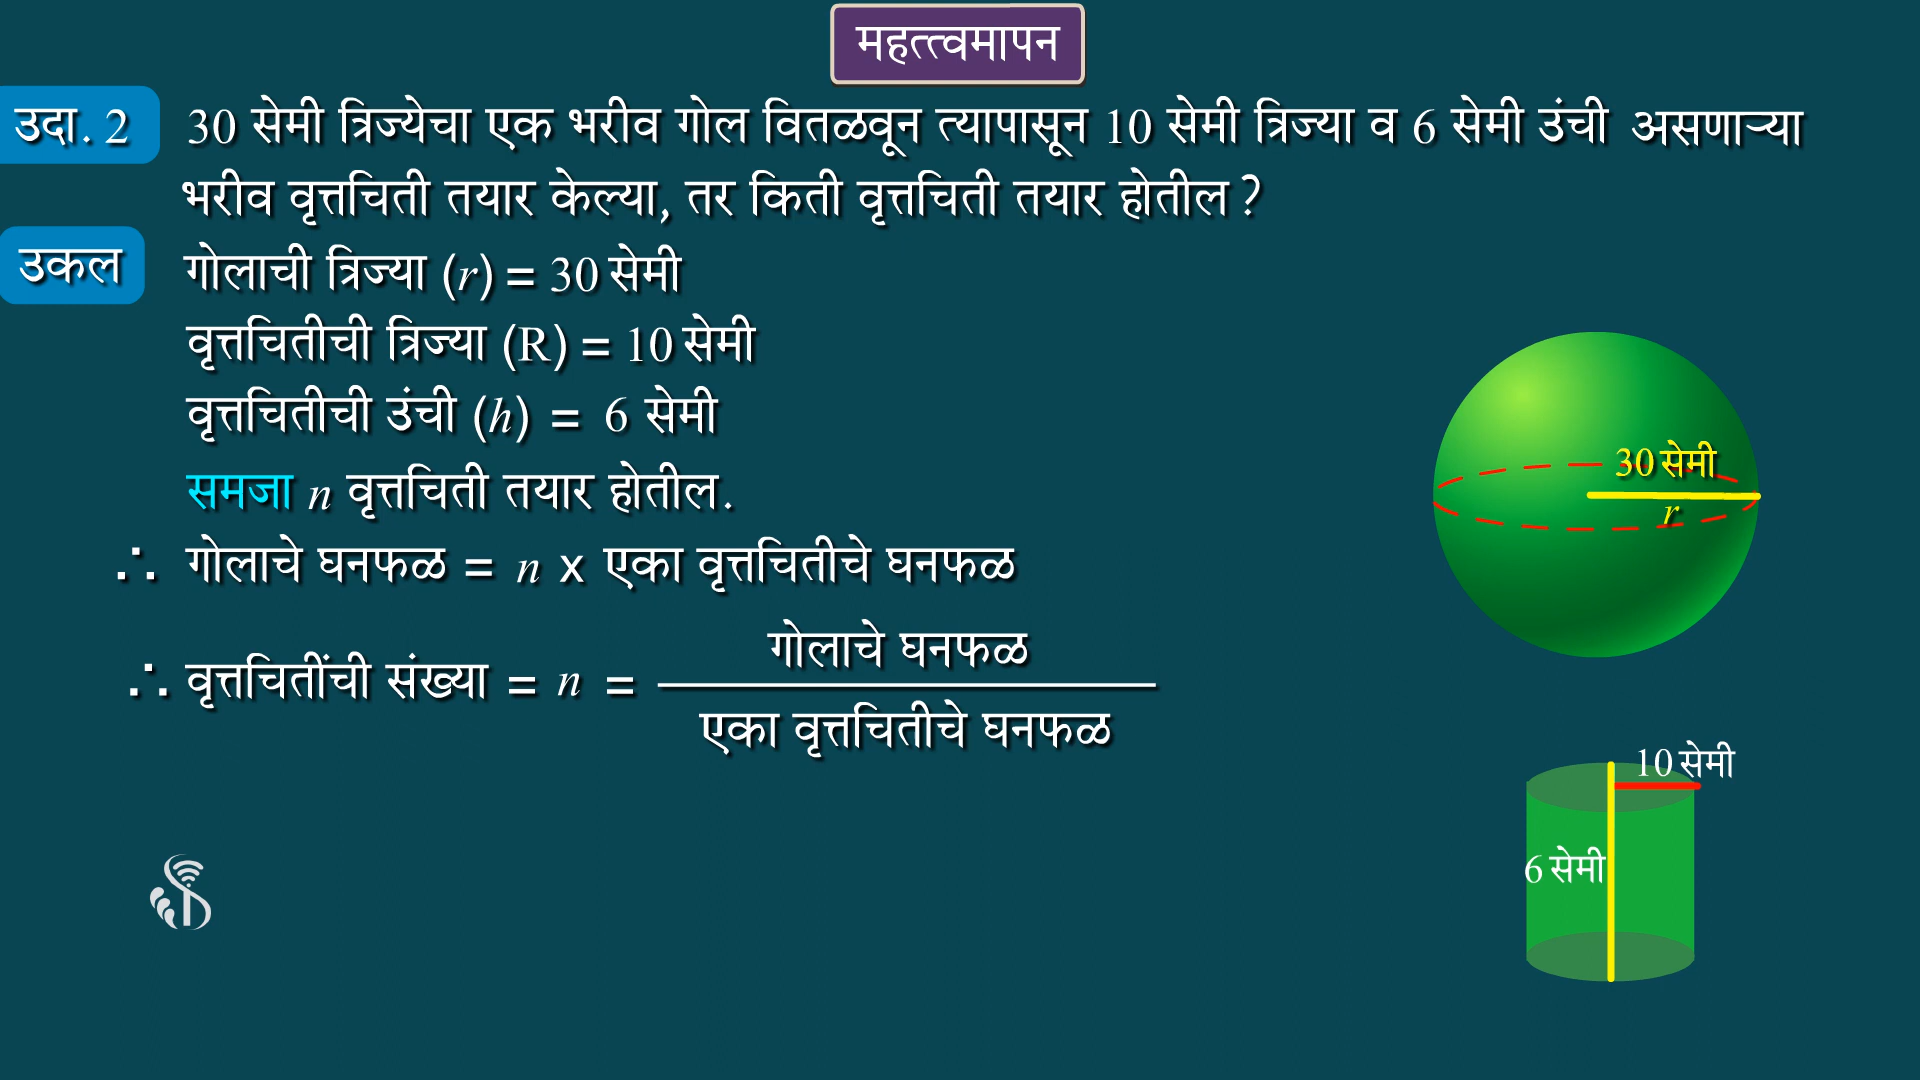 महत्त्वमापन
उदा. 2 30 सेमी त्रिज्येचा एक भरीव गोल वितळवून त्यापासून 10 सेमी त्रिज्या व 6 सेमी उंची असणाऱ्या
भरीव वृत्तचिती तयार केल्या, तर किती वृत्तचिती तयार होतील ?
उकल गोलाची त्रिज्या (r) = 30 सेमी
वृत्तचितीची त्रिज्या (R) = 10 सेमी
वृत्तचितीची उंची (h) = 6 सेमी
समजा n वृत्तचिती तयार होतील.
∴ गोलाचे घनफळ = n x एका वृत्तचितीचे घनफळ
∴ वृत्तचितींची संख्या = n = गोलाचे घनफळ
एका वृत्तचितीचे घनफळ
30 सेमी
r
10 सेमी
6 सेमी